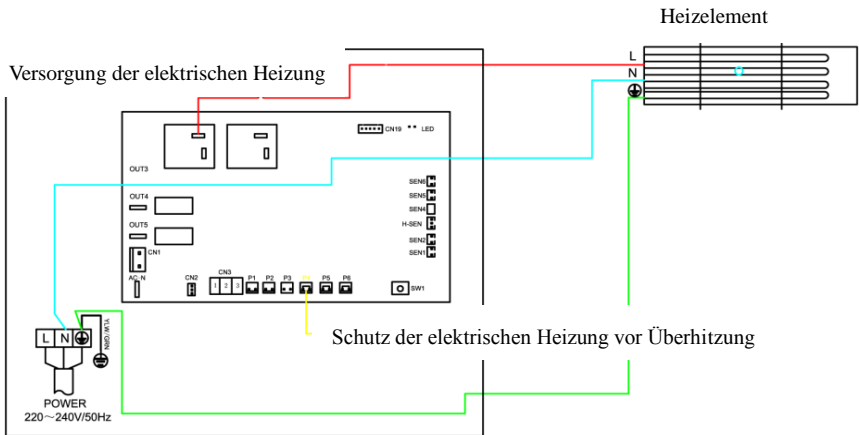 Heizelement
L
N
Versorgung der elektrischen Heizung
CN19
LED
OUT3
SEN6
SEN5
OUT4
SEN4
H-SEN
OUT5
SEN2
CN1
SEN1
AC N
CN2
CN3
P1
P2
P3
P4
P5
P6
1 2 3
SW1
YLW/GRN
Schutz der elektrischen Heizung vor Überhitzung
L N
POWER
220~240V/50Hz